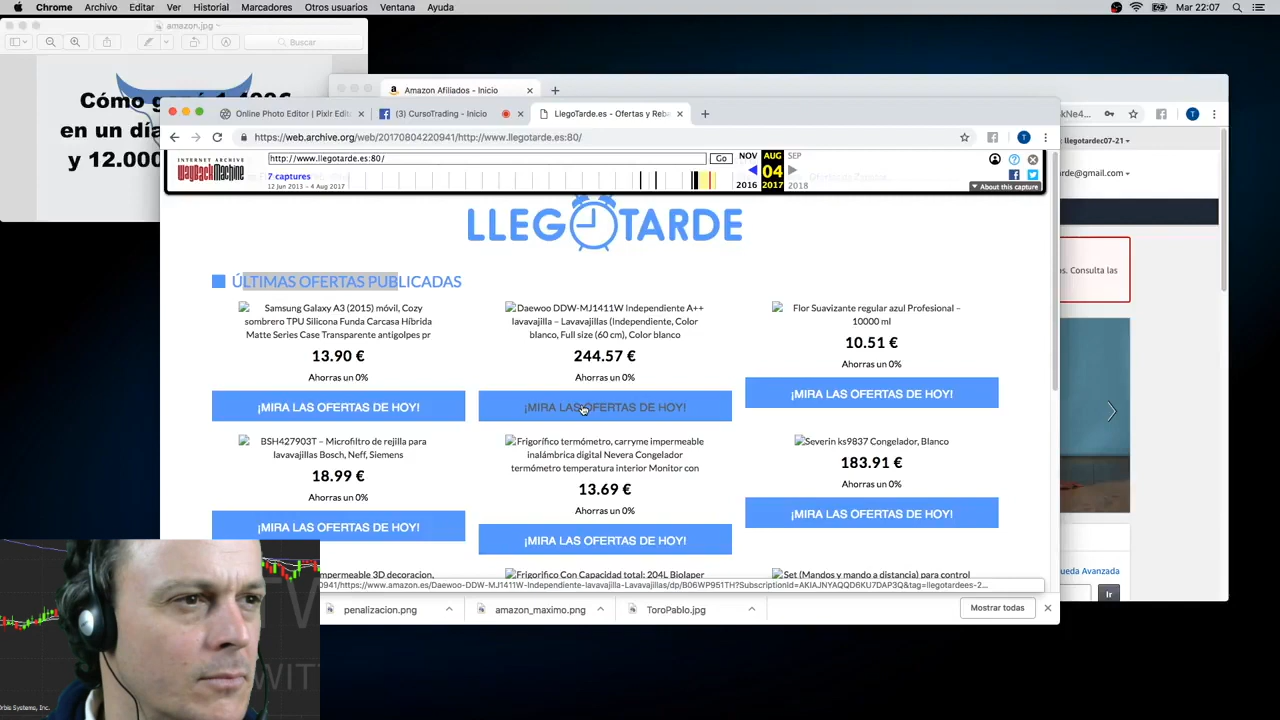 Chrome Archivo Editar Ver Historial Marcadores Otros usuarios Ventana Ayuda Mar 22:07
amazon.jpg
Buscar
Cómo
en un día
y 12.000
Amazon Afiliados - Inicio
Online Photo Editor | Pixlr Edit (3) CursoTrading - Inicio LlegoTarde.es - Ofertas y Reb
https://web.archive.org/web/20170804220941/http://www.llegotarde.es:80/
T
kNe4...
T
INTERNET ARCHIVE
WayBackMachine
http://www.llegotarde.es:80/ Go
7 captures
12 Jun 2013 – 4 Aug 2017
NOV AUG SEP
04
2016 2017 2018
About this capture
llegotardec07-21
rde@gmail.com
LLEGOTARDE
os. Consulta las
ÚLTIMAS OFERTAS PUBLICADAS
Samsung Galaxy A3 (2015) móvil, Cozy
sombrero TPU Silicona Funda Carcasa Híbrida
Matte Series Case Transparente antigolpes pr
13.90 €
Ahorras un 0%
¡MIRA LAS OFERTAS DE HOY!
Daewoo DDW-MJ1411W Independiente A++
lavavajilla – Lavavajillas (Independiente, Color
blanco, Full size (60 cm), Color blanco
244.57 €
Ahorras un 0%
¡MIRA LAS OFERTAS DE HOY!
Flor Suavizante regular azul Profesional –
10000 ml
10.51 €
Ahorras un 0%
¡MIRA LAS OFERTAS DE HOY!
BSH427903T – Microfiltro de rejilla para
lavavajillas Bosch, Neff, Siemens
18.99 €
Ahorras un 0%
¡MIRA LAS OFERTAS DE HOY!
Frigorífico termómetro, carryme impermeable
inalámbrica digital Nevera Congelador
termómetro temperatura interior Monitor con
13.69 €
Ahorras un 0%
¡MIRA LAS OFERTAS DE HOY!
Severin ks9837 Congelador, Blanco
183.91 €
Ahorras un 0%
¡MIRA LAS OFERTAS DE HOY!
mpermeable 3D decoracion,
Frigorifico Con Capacidad total: 204L Biolaper
Set (Mandos y mando a distancia) para control
0941/https://www.amazon.es/Daewoo-DDW-MJ1411W-Independiente-lavavajilla-Lavavajillas/dp/B06WP951TH?SubscriptionId=AKIAJNYAQQD6KU7DAP3Q&tag=llegotardees-2...
ueda Avanzada
Ir
penalizacion.png amazon_maximo.png ToroPablo.jpg Mostrar todas
WITT
Orbis Systems, Inc.